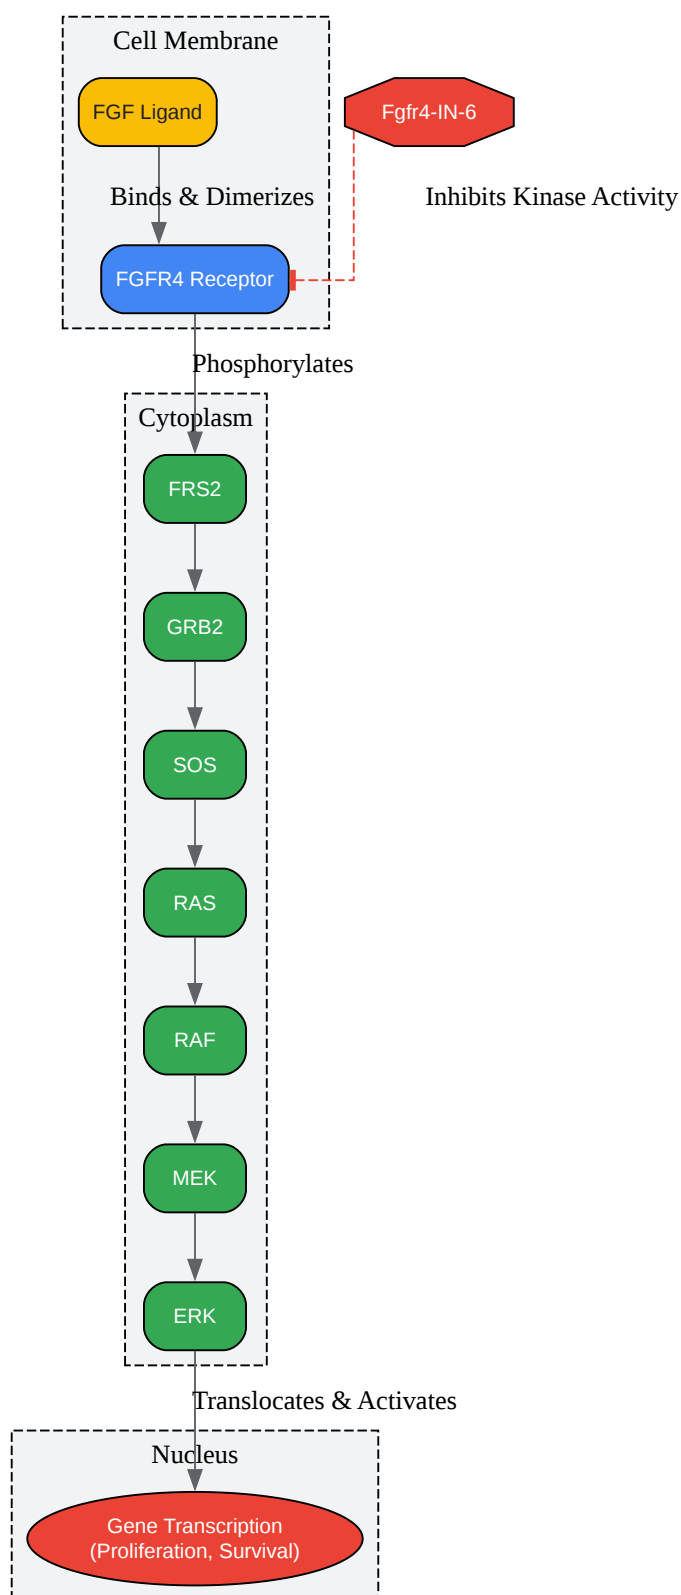 Cell Membrane
FGF Ligand
Fgfr4-IN-6
Binds & Dimerizes
Inhibits Kinase Activity
FGFR4 Receptor
Phosphorylates
Cytoplasm
FRS2
GRB2
SOS
RAS
RAF
MEK
ERK
Translocates & Activates
Nucleus
Gene Transcription
(Proliferation, Survival)